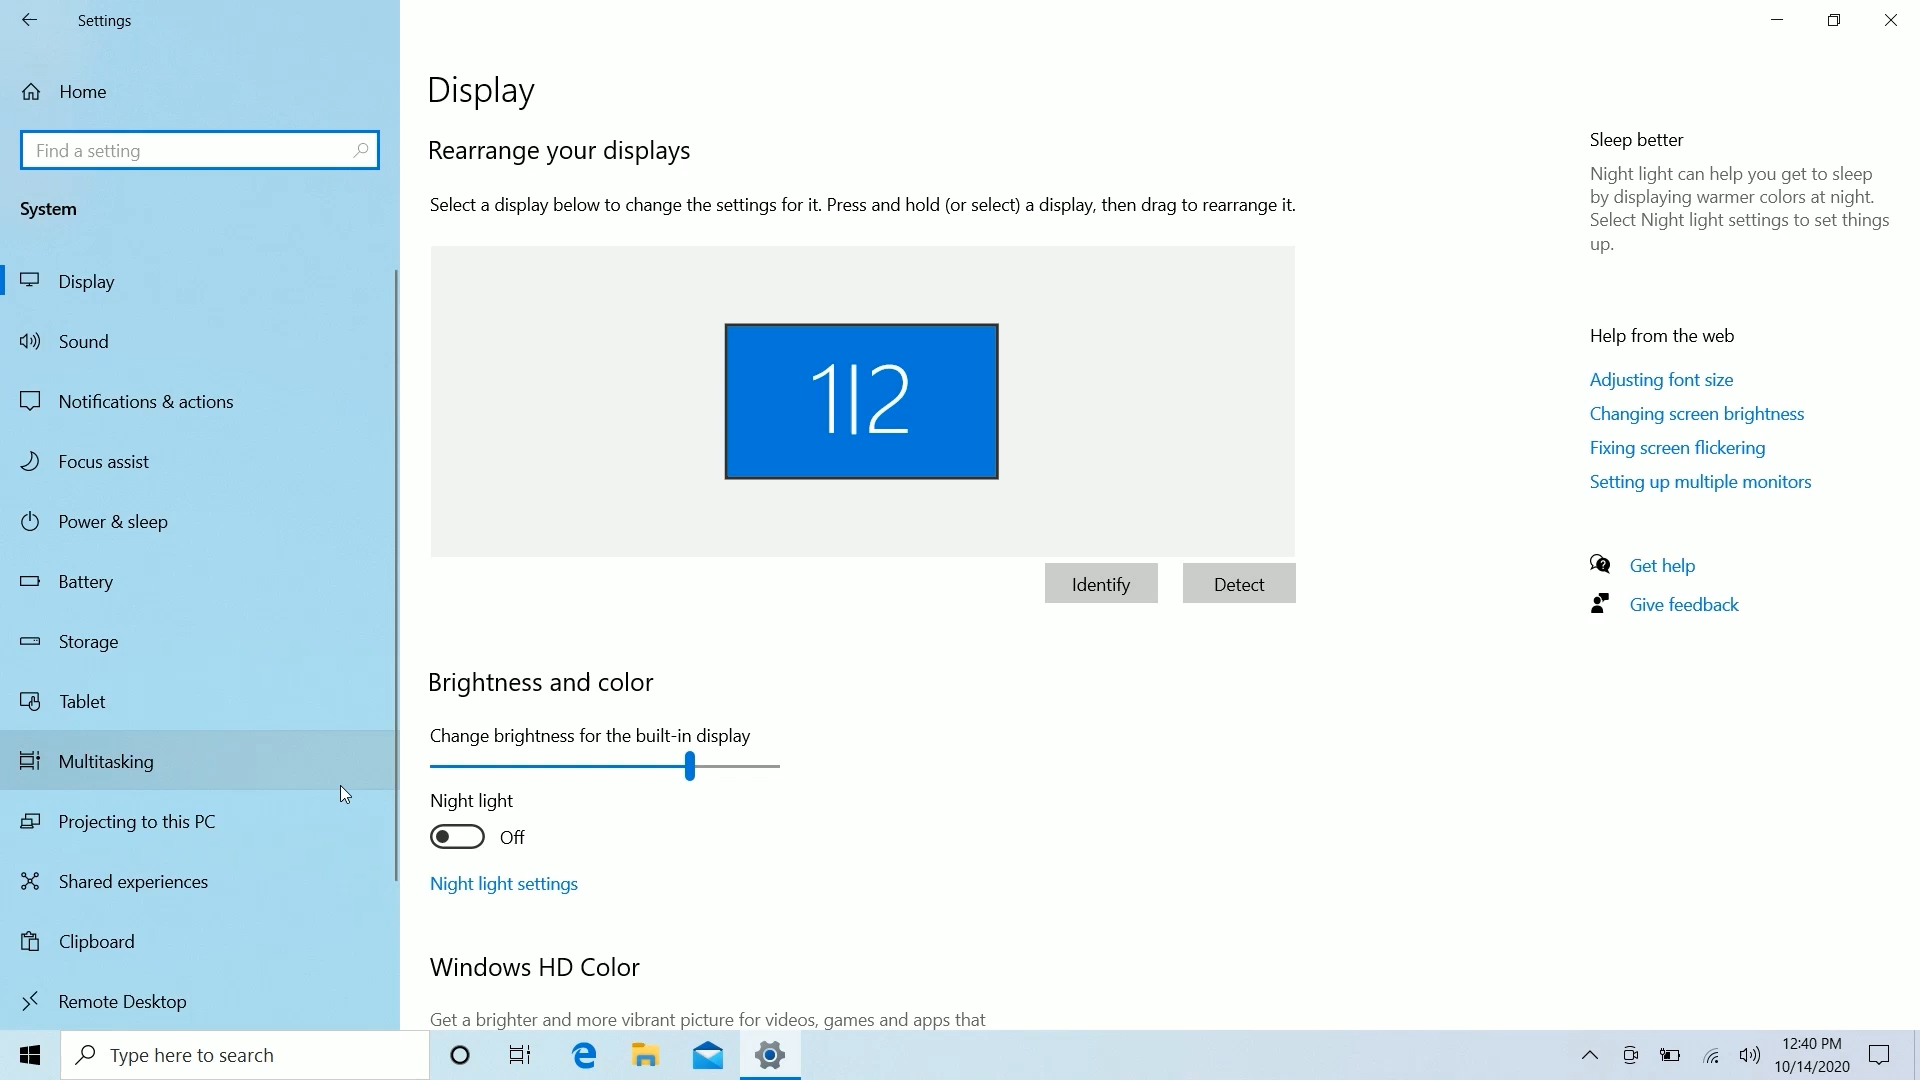 Settings
Home
Find a setting
System
Display
Sound
Notifications & actions
Focus assist
Power & sleep
Battery
Storage
Tablet
Multitasking
Projecting to this PC
Shared experiences
Clipboard
Remote Desktop
Display
Rearrange your displays
Select a display below to change the settings for it. Press and hold (or select) a display, then drag to rearrange it.
1|2
Identify
Detect
Brightness and color
Change brightness for the built-in display
Night light
Off
Night light settings
Windows HD Color
Get a brighter and more vibrant picture for videos, games and apps that
Sleep better
Night light can help you get to sleep
by displaying warmer colors at night.
Select Night light settings to set things
up.
Help from the web
Adjusting font size
Changing screen brightness
Fixing screen flickering
Setting up multiple monitors
Get help
Give feedback
Type here to search
12:40 PM
10/14/2020